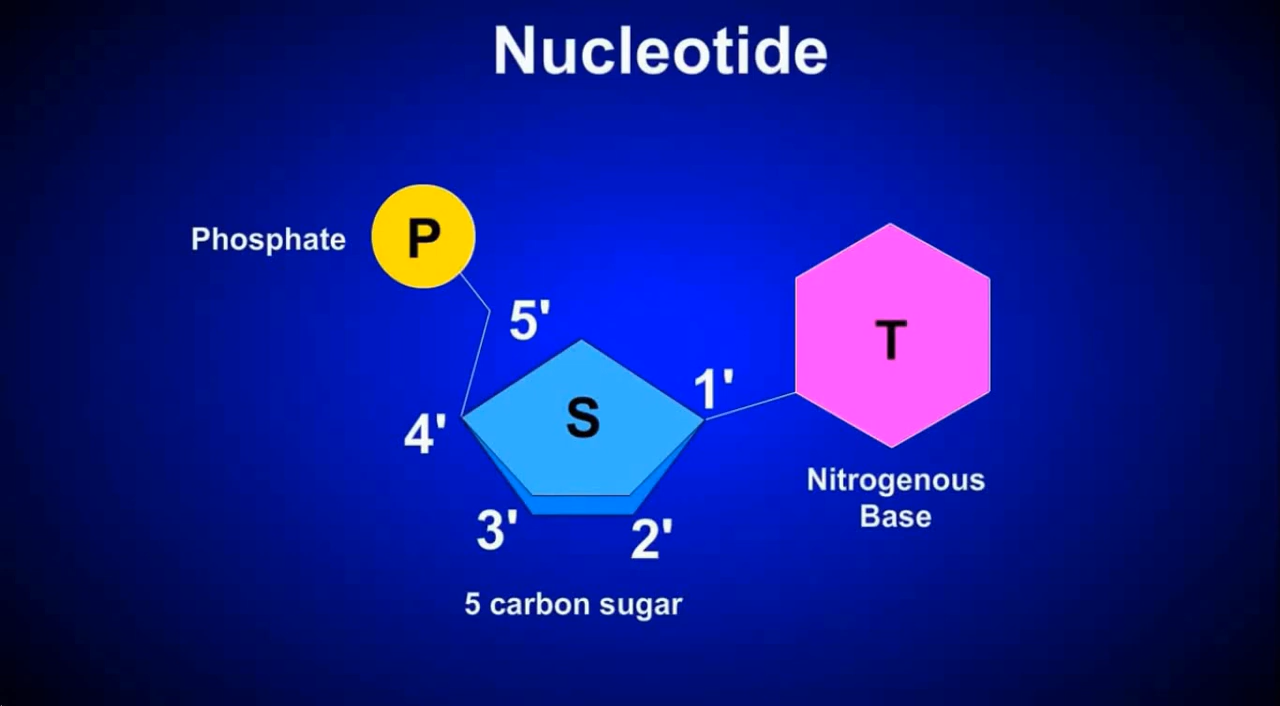 Nucleotide
Phosphate
P
5'
T
1'
S
4'
Nitrogenous
Base
3'
2'
5 carbon sugar